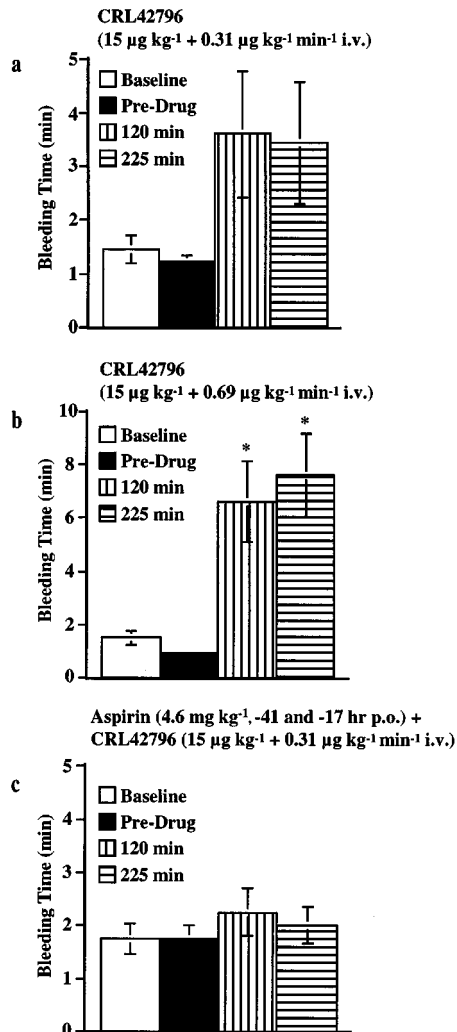 CRL42796
(15 µg kg-1 + 0.31 µg kg-1 min-1 i.v.)
a
5
4
3
2
1
0
Bleeding Time (min)
Baseline
Pre-Drug
120 min
225 min
CRL42796
(15 µg kg-1 + 0.69 µg kg-1 min-1 i.v.)
b
10
8
6
4
2
0
Bleeding Time (min)
Baseline
Pre-Drug
120 min
225 min
*
*
Aspirin (4.6 mg kg-1, -41 and -17 hr p.o.) +
CRL42796 (15 µg kg-1 + 0.31 µg kg-1 min-1 i.v.)
c
5
4
3
2
1
0
Bleeding Time (min)
Baseline
Pre-Drug
120 min
225 min